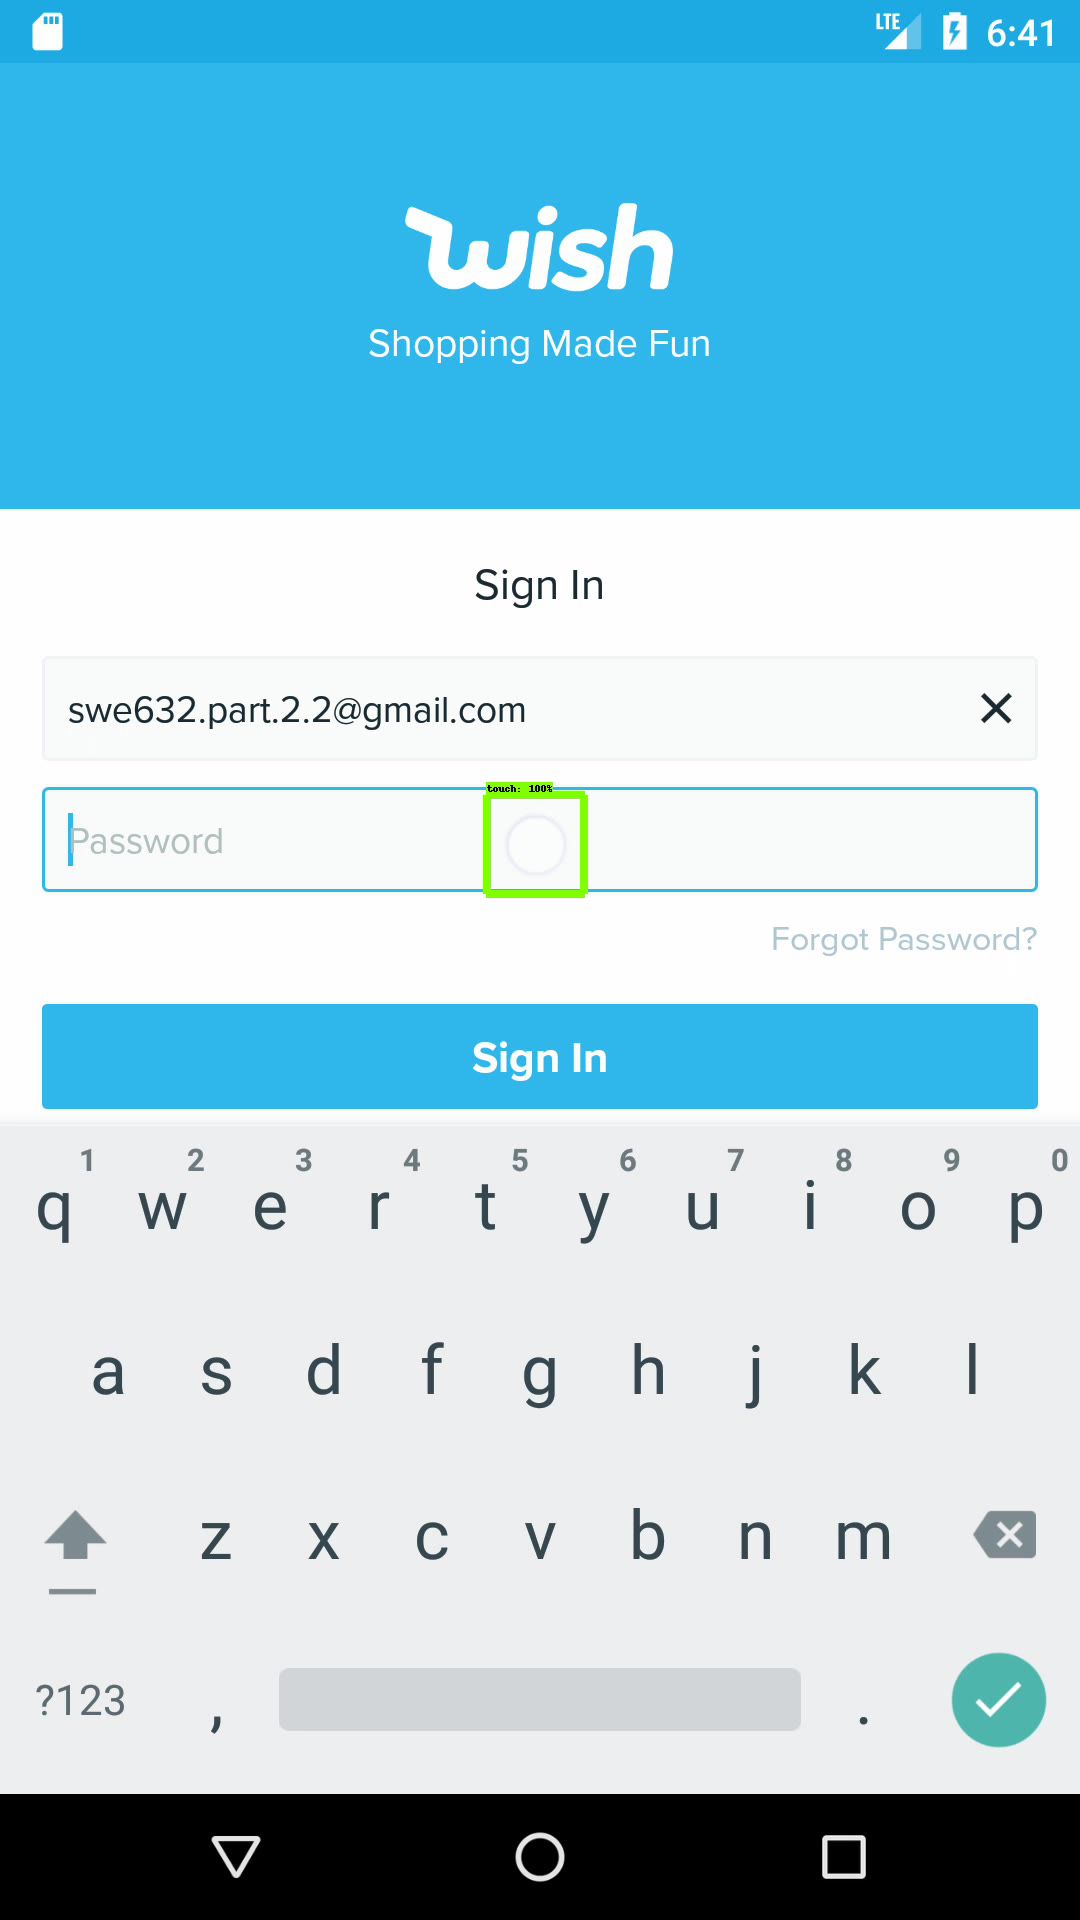 LTE 6:41
wish
Shopping Made Fun
Sign In
swe632.part.2.2@gmail.com
touch: 100%
Password
Forgot Password?
Sign In
1 2 3 4 5 6 7 8 9 0
q w e r t y u i o p
a s d f g h j k l
z x c v b n m
?123 , .